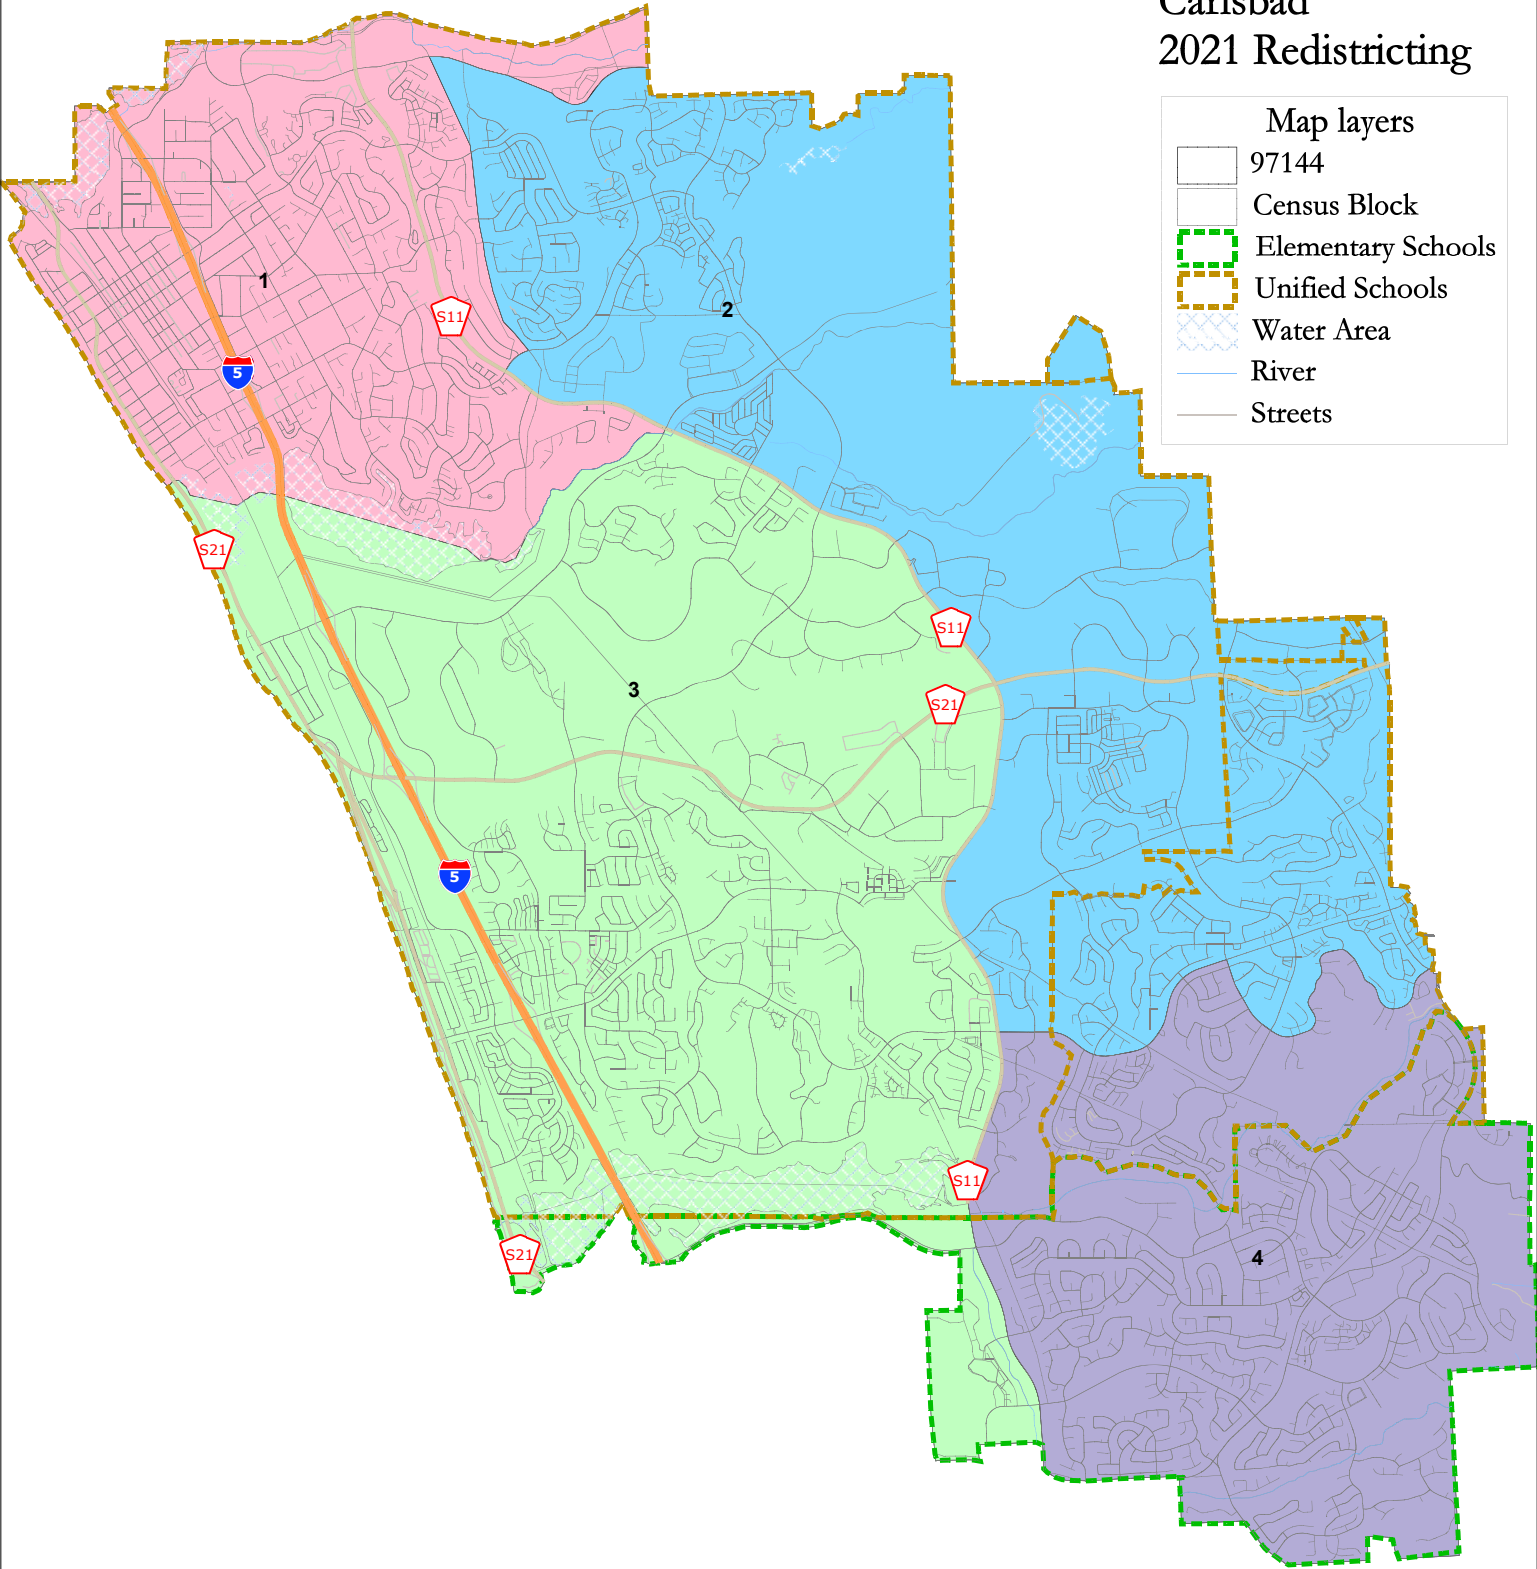 Carlsbad
2021 Redistricting
Map layers
97144
Census Block
Elementary Schools
Unified Schools
Water Area
River
Streets
1
S11
2
5
S21
S11
3
S21
5
S11
S21
4